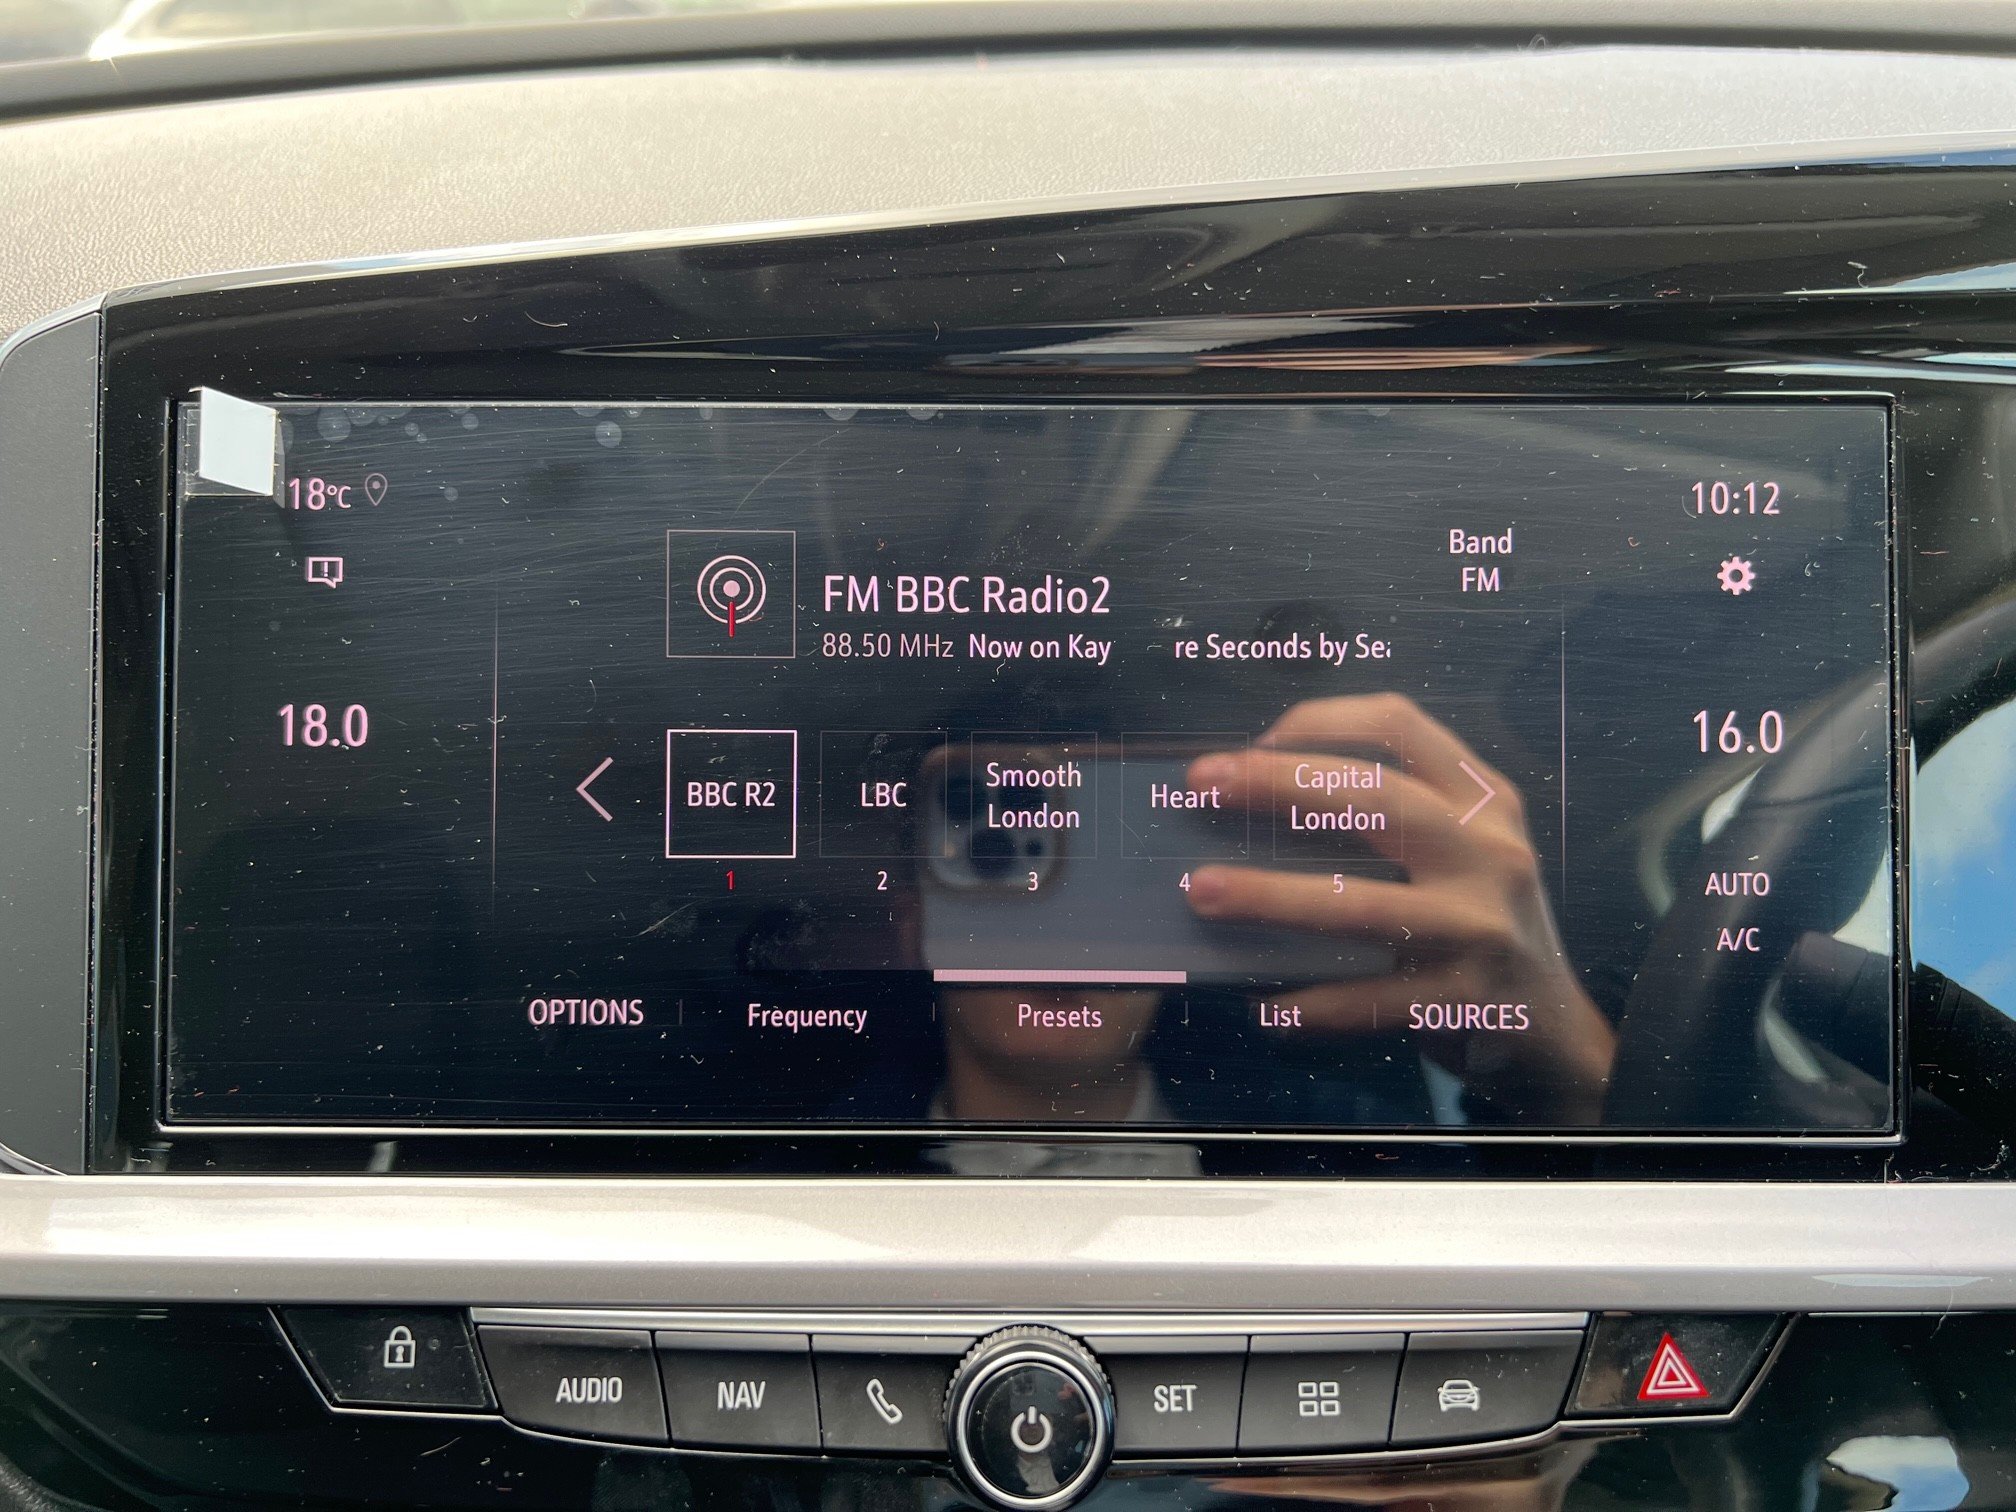 18°C
10:12
Band
FM
FM BBC Radio2
88.50 MHz Now on Kay re Seconds by
18.0
16.0
BBC R2
LBC
Smooth
London
Heart
Capital
London
1
2
3
4
5
AUTO
A/C
OPTIONS
Frequency
Presets
List
SOURCES
AUDIO
NAV
SET